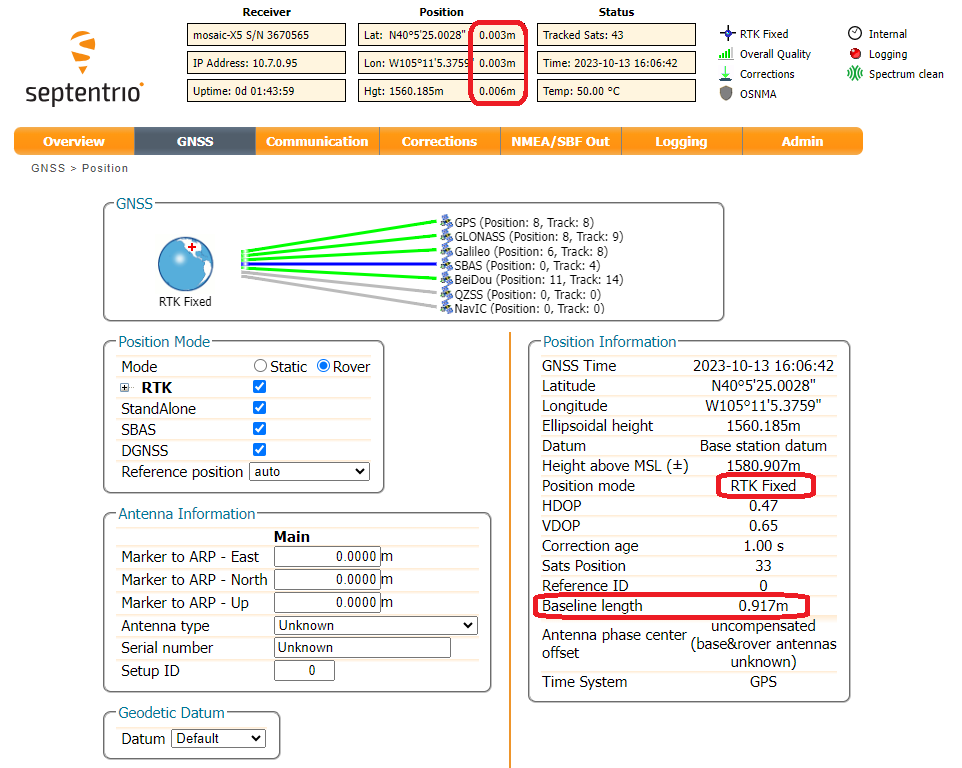 Receiver Position Status
septentrio
mosaic-X5 S/N 3670565
Lat: N40°5'25.0028" 0.003m
Tracked Sats: 43
RTK Fixed
Internal
IP Address: 10.7.0.95
Lon: W105°11'5.3759" 0.003m
Time: 2023-10-13 16:06:42
Overall Quality
Logging
Uptime: 0d 01:43:59
Hgt: 1560.185m 0.006m
Temp: 50.00 °C
Corrections
Spectrum clean
OSNMA
Overview GNSS Communication Corrections NMEA/SBF Out Logging Admin
GNSS > Position
GNSS
RTK Fixed
GPS (Position: 8, Track: 8)
GLONASS (Position: 8, Track: 9)
Galileo (Position: 6, Track: 8)
SBAS (Position: 0, Track: 4)
BeiDou (Position: 11, Track: 14)
QZSS (Position: 0, Track: 0)
NavIC (Position: 0, Track: 0)
Position Mode
Mode Static Rover
RTK
StandAlone
SBAS
DGNSS
Reference position auto
Antenna Information
Main
Marker to ARP - East 0.0000 m
Marker to ARP - North 0.0000 m
Marker to ARP - Up 0.0000 m
Antenna type Unknown
Serial number Unknown
Setup ID 0
Geodetic Datum
Datum Default
Position Information
GNSS Time 2023-10-13 16:06:42
Latitude N40°5'25.0028"
Longitude W105°11'5.3759"
Ellipsoidal height 1560.185m
Datum Base station datum
Height above MSL (±) 1580.907m
Position mode RTK Fixed
HDOP 0.47
VDOP 0.65
Correction age 1.00 s
Sats Position 33
Reference ID 0
Baseline length 0.917m
Antenna phase center offset uncompensated
(base&rover antennas
unknown)
Time System GPS